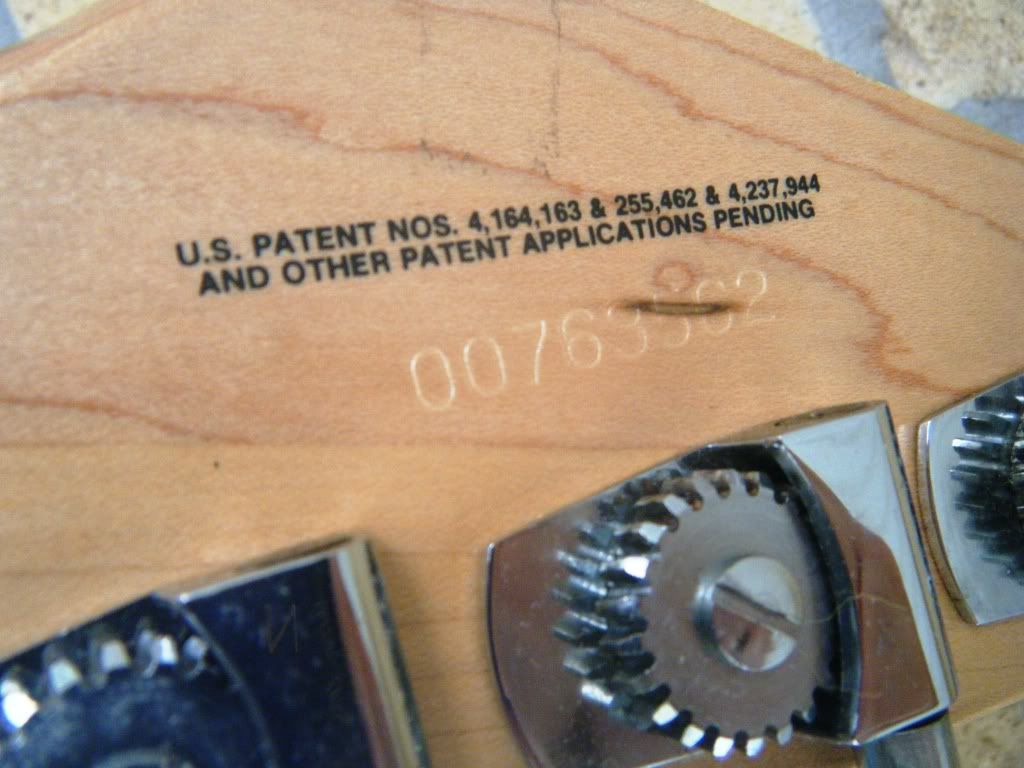 U.S. PATENT NOS. 4,164,163 & 255,462 & 4,237,944
AND OTHER PATENT APPLICATIONS PENDING